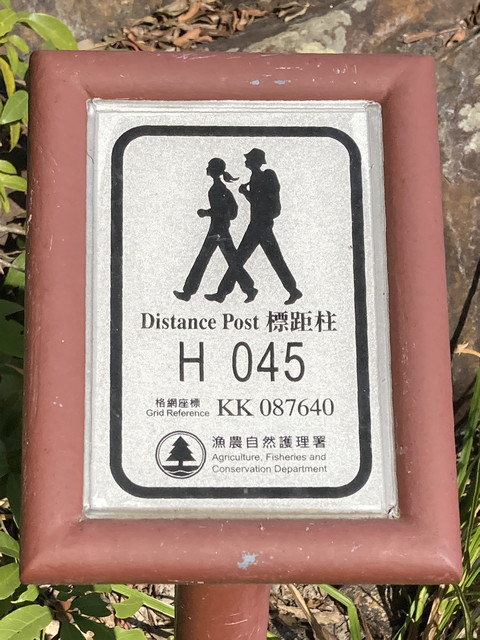 Distance Post 標距柱
H 045
格網座標
Grid Reference KK 087640
漁農自然護理署
Agriculture, Fisheries and
Conservation Department